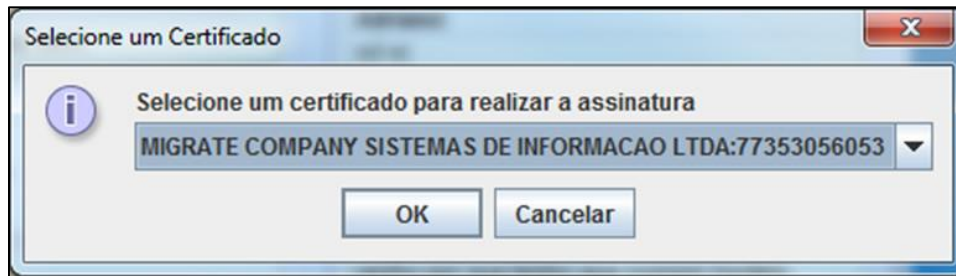 Selecione um Certificado
Selecione um certificado para realizar a assinatura
MIGRATE COMPANY SISTEMAS DE INFORMACAO LTDA:77353056053
OK
Cancelar